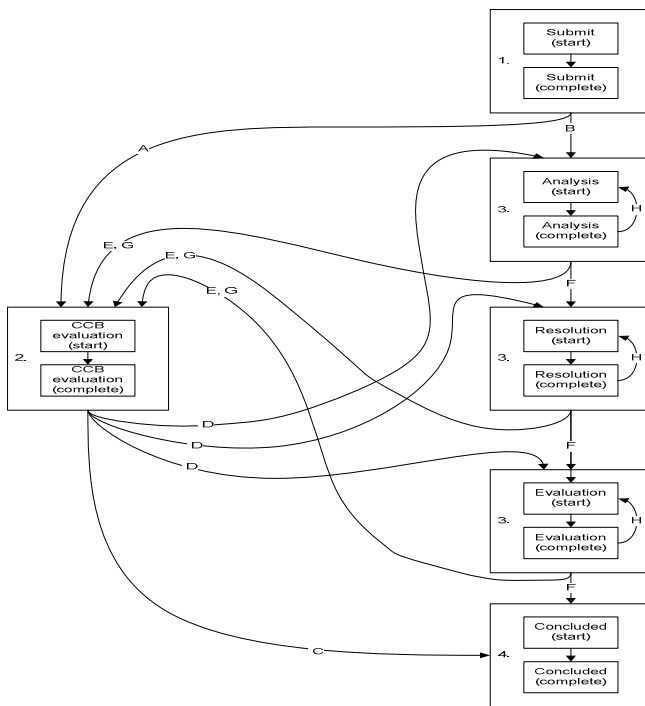 Submit
(start)
1.
Submit
(complete)
A
B
Analysis
(start)
H
3.
Analysis
(complete)
E, G
E, G
E, G
F
CCB
evaluation
(start)
2.
CCB
evaluation
(complete)
Resolution
(start)
H
3.
Resolution
(complete)
D
D
D
F
Evaluation
(start)
H
3.
Evaluation
(complete)
F
Concluded
(start)
4.
C
Concluded
(complete)